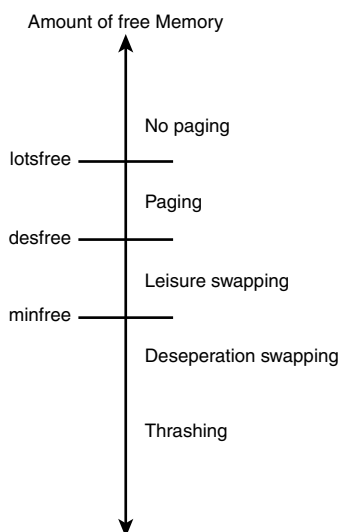 Amount of free Memory
No paging
lotsfree
Paging
desfree
Leisure swapping
minfree
Deseperation swapping
Thrashing